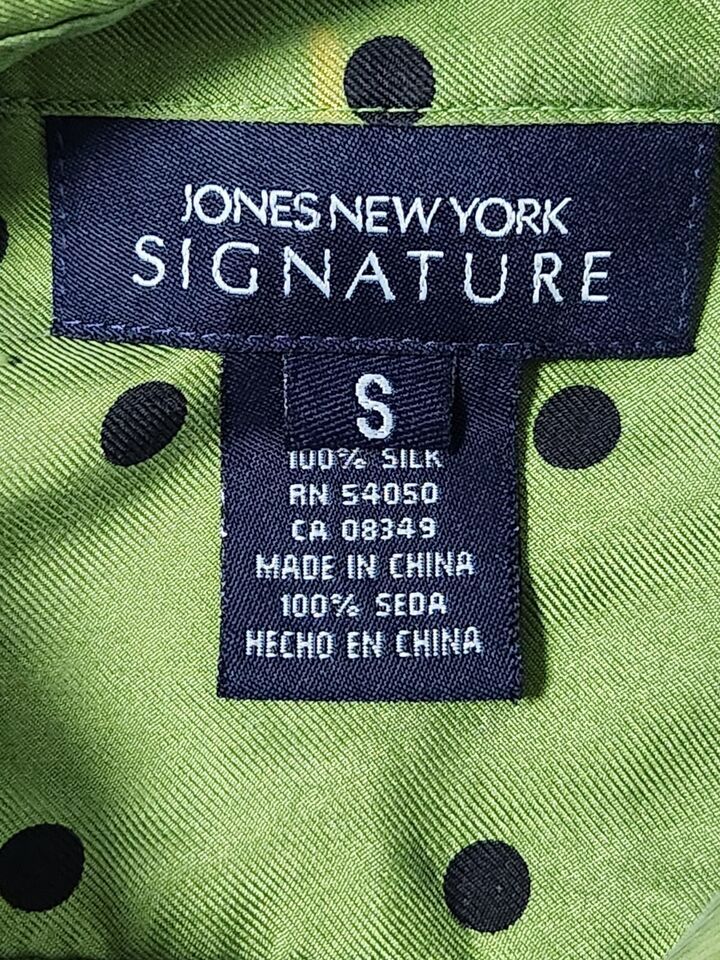 JONES NEW YORK
SIGNATURE
S
100% SILK
RN 54050
CA 08349
MADE IN CHINA
100% SEDA
HECHO EN CHINA